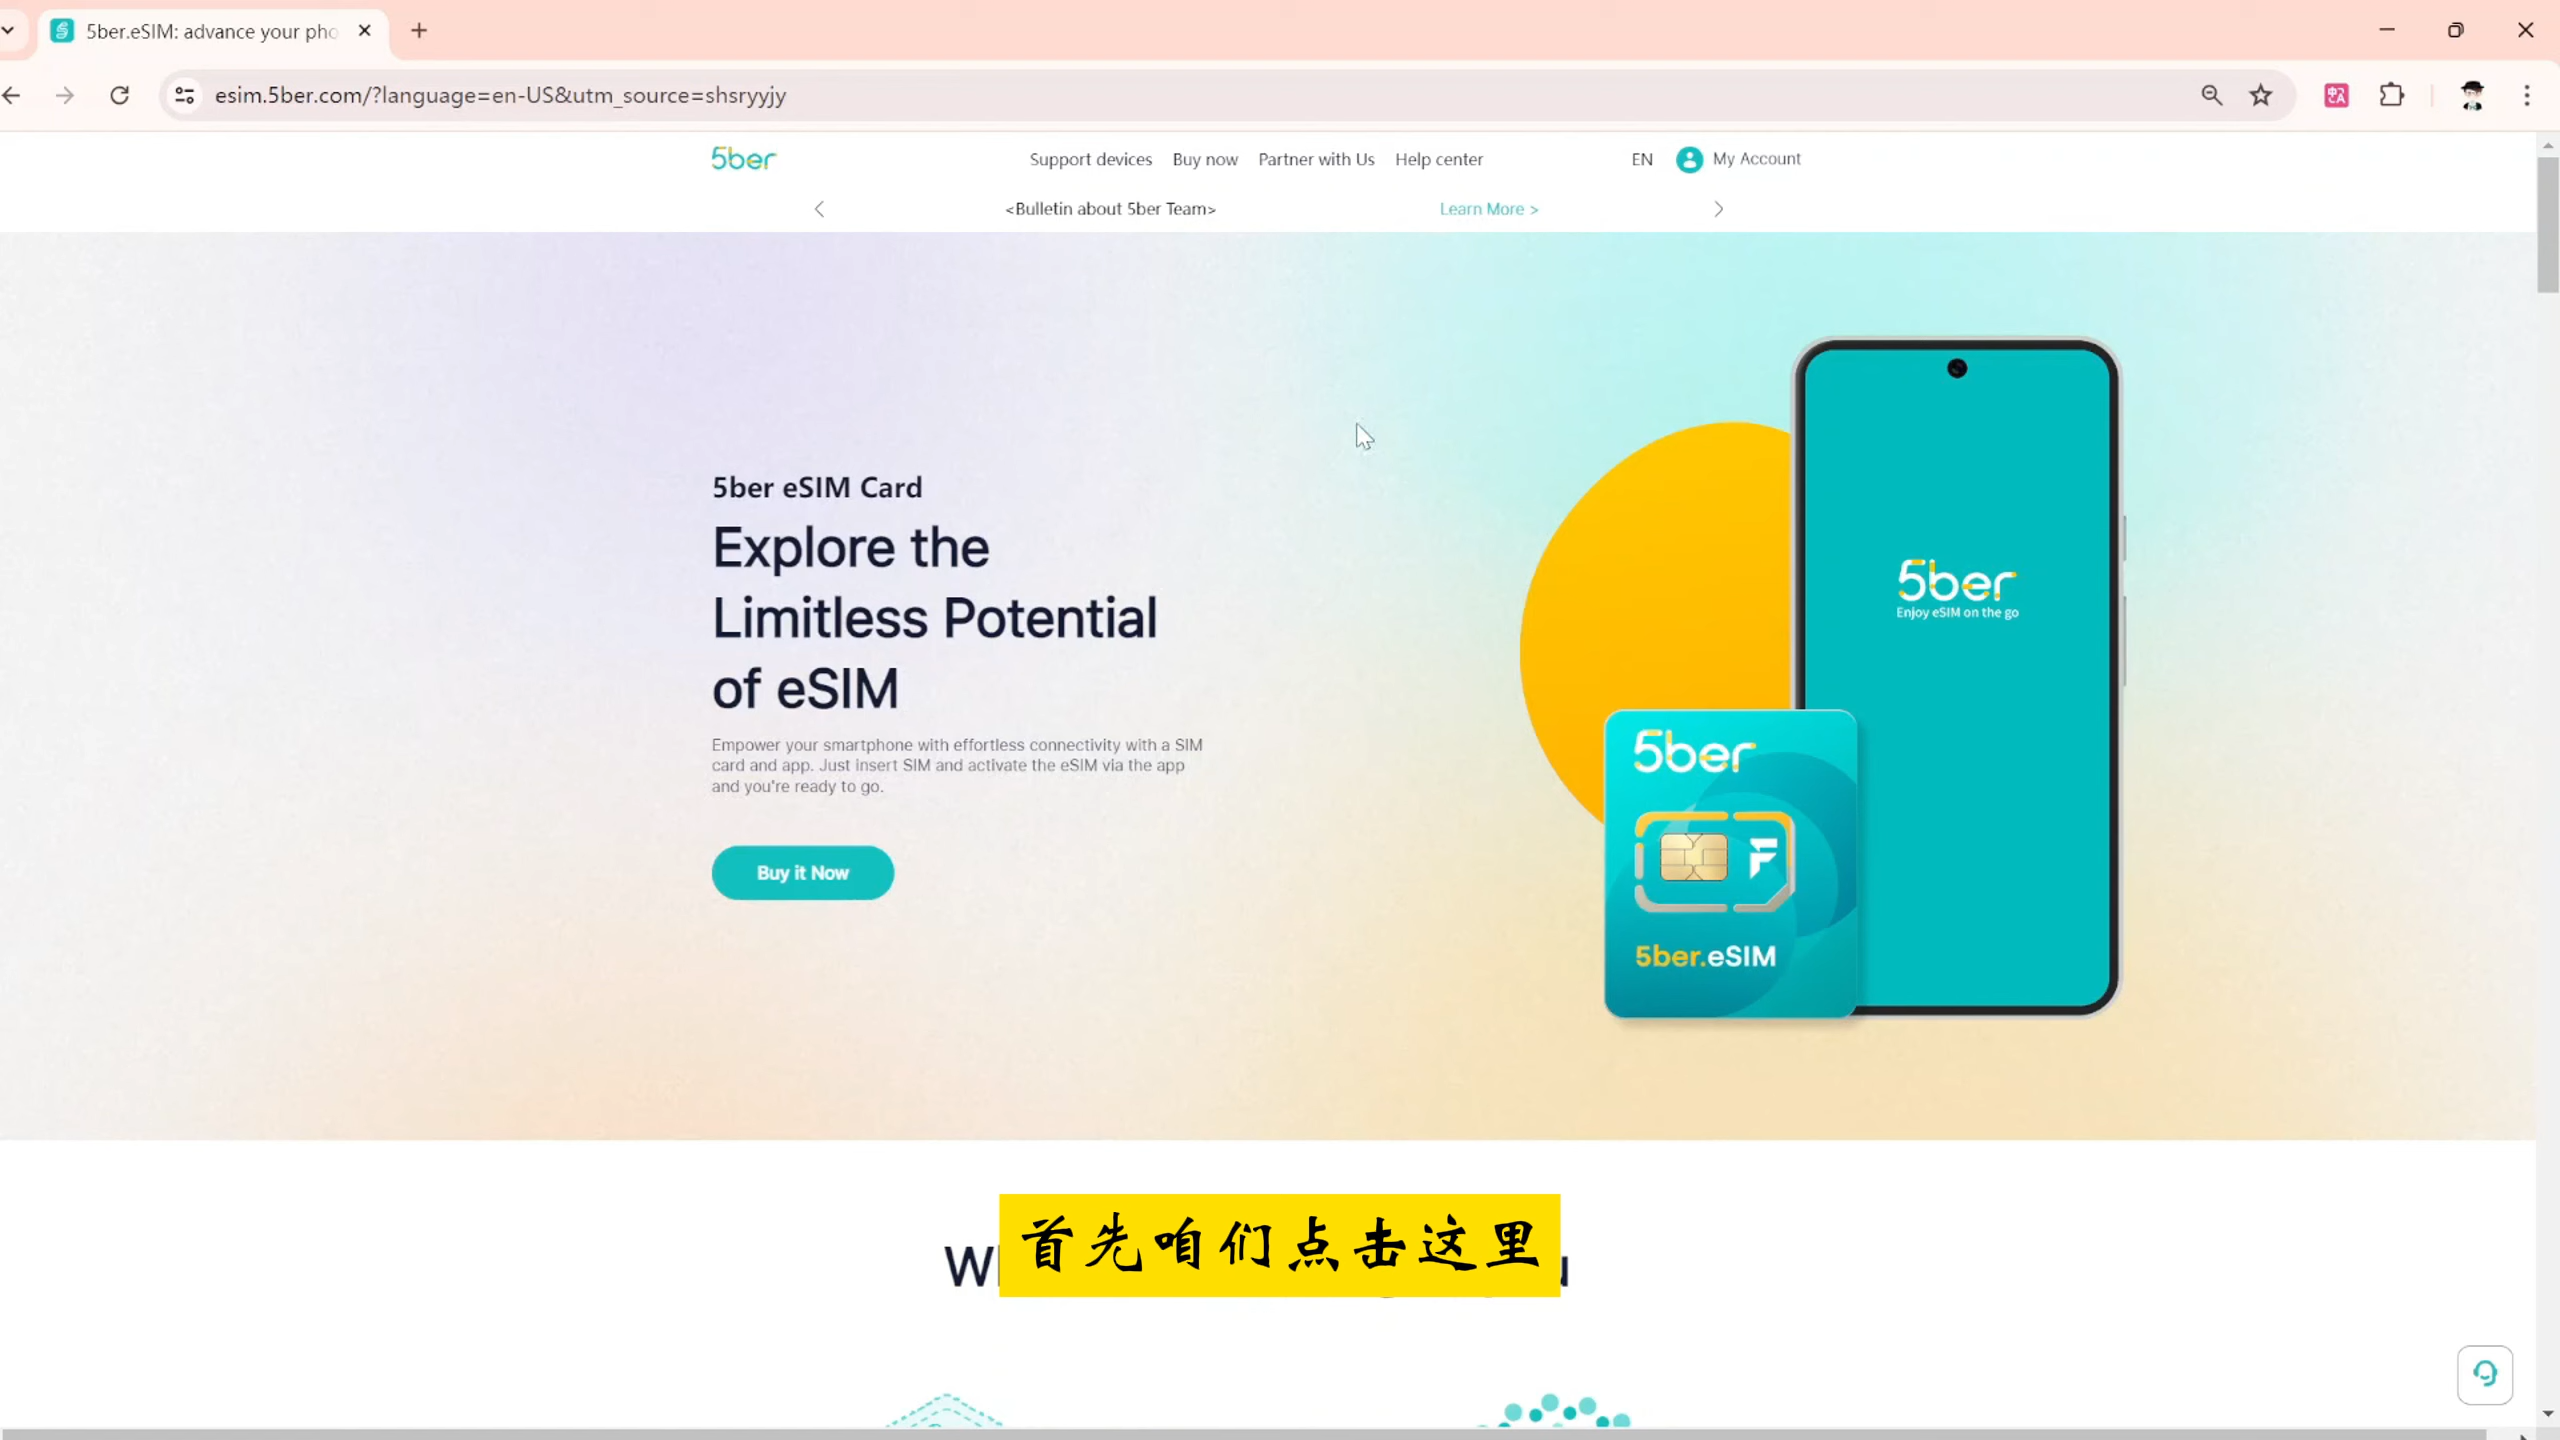 5ber.eSIM: advance your pho
esim.5ber.com/?language=en-US&utm_source=shsryyjy
5ber
Support devices
Buy now
Partner with Us
Help center
EN
My Account
<Bulletin about 5ber Team>
Learn More >
5ber eSIM Card
Explore the
Limitless Potential
of eSIM
Empower your smartphone with effortless connectivity with a SIM
card and app. Just insert SIM and activate the eSIM via the app
and you're ready to go.
Buy it Now
5ber
Enjoy eSIM on the go
5ber
5ber.eSIM
首先咱们点击这里